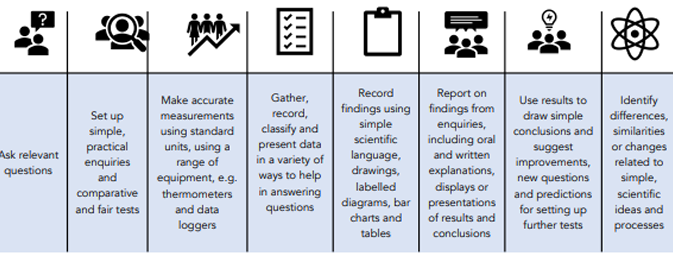 Ask relevant
questions
Set up
simple,
practical
enquiries
and
comparative
and fair tests
Make accurate
measurements
using standard
units, using a
range of
equipment, e.g.
thermometers
and data
loggers
Gather,
record,
classify and
present data
in a variety of
ways to help
in answering
questions
Record
findings using
simple
scientific
language,
drawings,
labelled
diagrams, bar
charts and
tables
Report on
findings from
enquiries,
including oral
and written
explanations,
displays or
presentations
of results and
conclusions
Use results to
draw simple
conclusions and
suggest
improvements,
new questions
and predictions
for setting up
further tests
Identify
differences,
similarities
or changes
related to
simple,
scientific
ideas and
processes